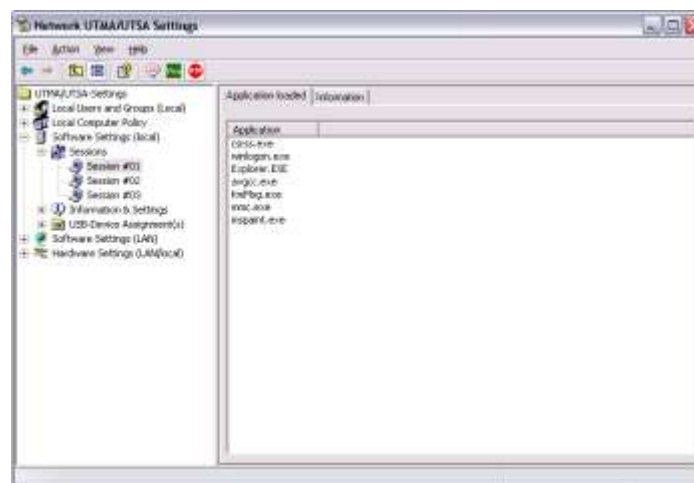 Network UTMA/UTSA Settings
File Action View Help
UTMA/UTSA-Settings
Local Users and Groups (Local)
Local Computer Policy
Software Settings (local)
Sessions
Session #01
Session #02
Session #03
Information & Settings
USB-Device Assignment(s)
Software Settings (LAN)
Hardware Settings (LAN/local)
Application loaded Information
Application
csrss.exe
winlogon.exe
Explorer.EXE
avgcc.exe
mmc.exe
mspaint.exe